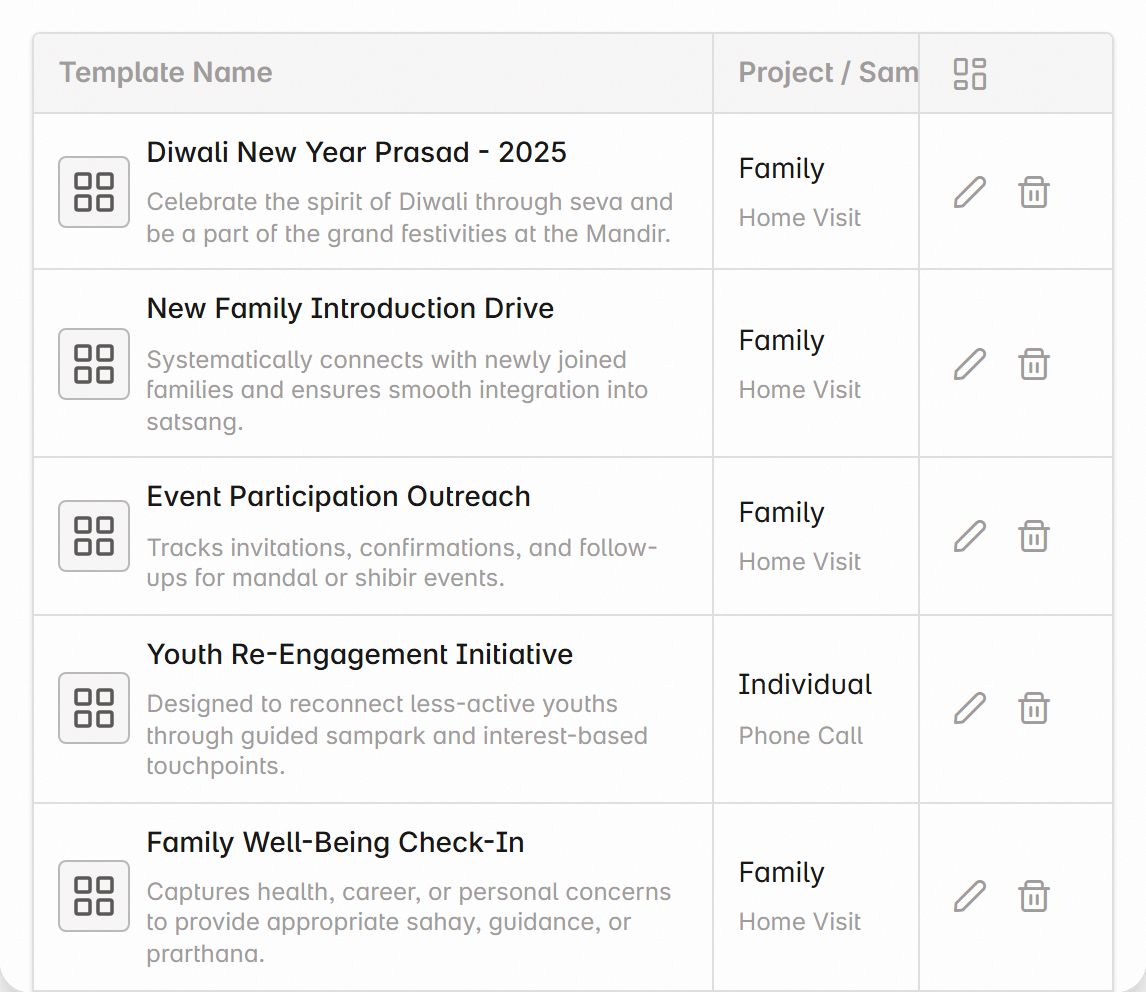 Template Name
Project / Sam
Diwali New Year Prasad - 2025
Celebrate the spirit of Diwali through seva and
be a part of the grand festivities at the Mandir.
Family
Home Visit
New Family Introduction Drive
Systematically connects with newly joined
families and ensures smooth integration into
satsang.
Family
Home Visit
Event Participation Outreach
Tracks invitations, confirmations, and follow-
ups for mandal or shibir events.
Family
Home Visit
Youth Re-Engagement Initiative
Designed to reconnect less-active youths
through guided sampark and interest-based
touchpoints.
Individual
Phone Call
Family Well-Being Check-In
Captures health, career, or personal concerns
to provide appropriate sahay, guidance, or
prarthana.
Family
Home Visit